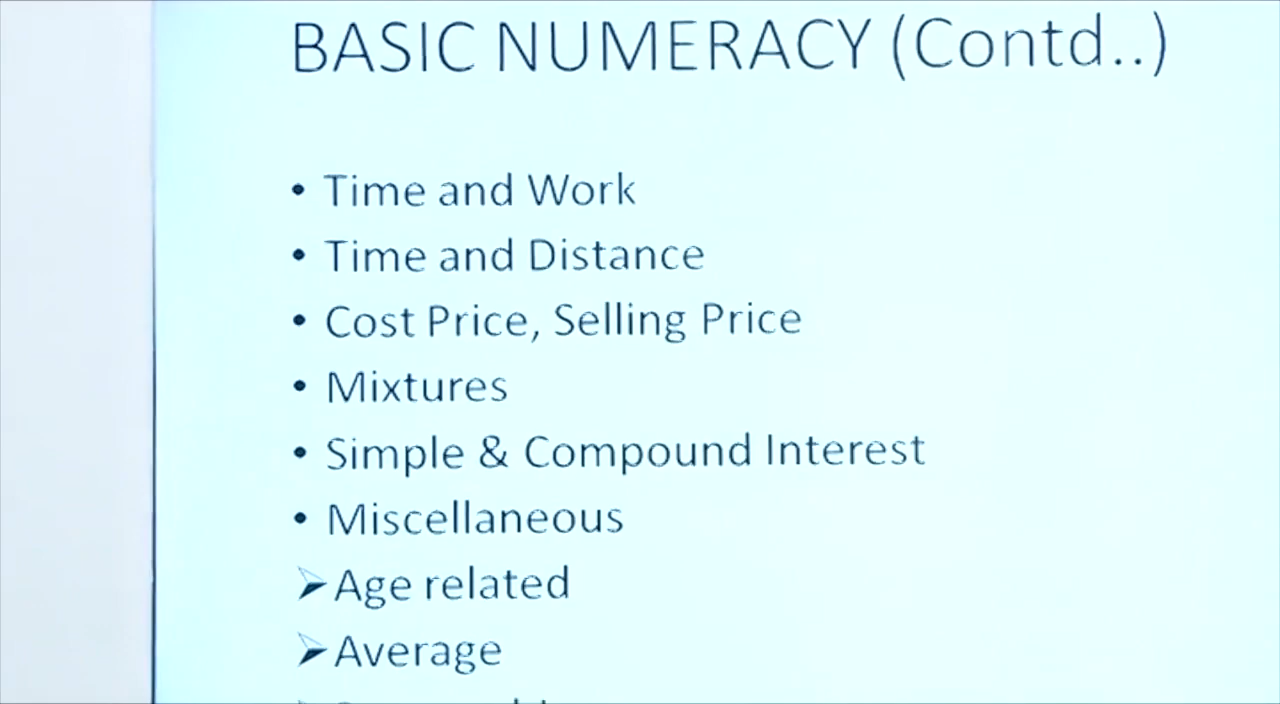 BASIC NUMERACY (Contd..)
• Time and Work
• Time and Distance
• Cost Price, Selling Price
• Mixtures
• Simple & Compound Interest
• Miscellaneous
➢Age related
➢Average